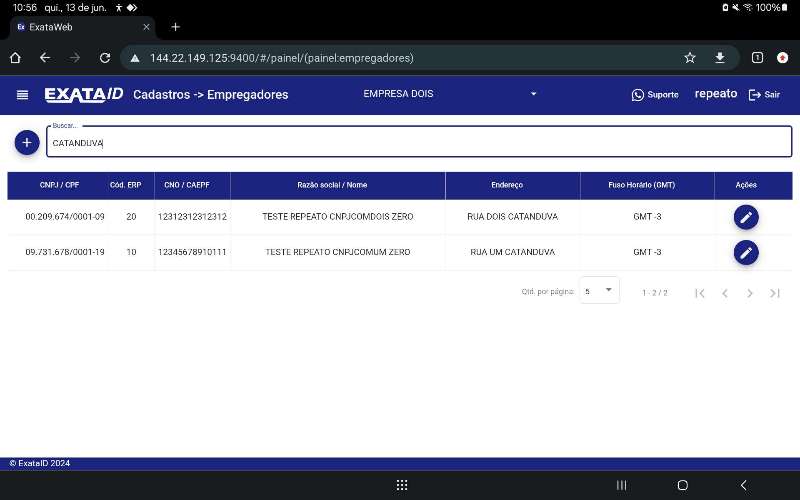 10:56 qui., 13 de jun. 100%
Ex ExataWeb
144.22.149.125:9400/#/painel/(painel:empregadores) 1
EXATAID Cadastros -> Empregadores EMPRESA DOIS Suporte repeato Sair
Buscar...
CATANDUVA
CNPJ / CPF Cód. ERP CNO / CAEPF Razão social / Nome Endereço Fuso Horário (GMT) Ações
00.209.674/0001-09 20 12312312312312 TESTE REPEATO CNPJCOMDOIS ZERO RUA DOIS CATANDUVA GMT -3
09.731.678/0001-19 10 12345678910111 TESTE REPEATO CNPJCOMUM ZERO RUA UM CATANDUVA GMT -3
Qtd. por página: 5 1 - 2 / 2
© ExataID 2024